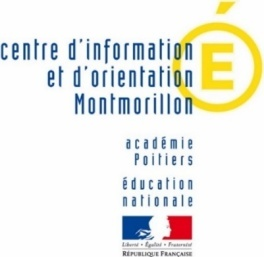 centre d'information
et d'orientation
Montmorillon
É
académie
Poitiers
éducation
nationale
Liberté • Égalité • Fraternité
RÉPUBLIQUE FRANÇAISE